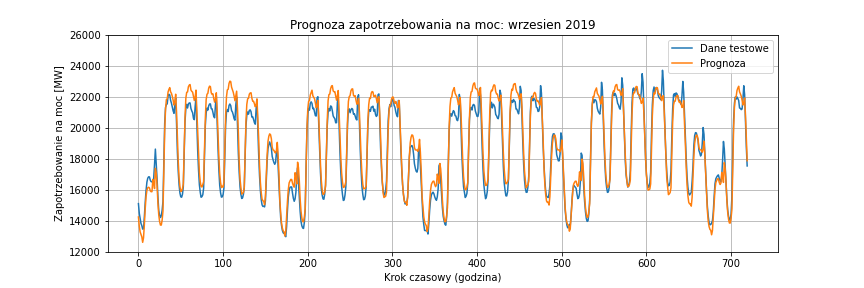 Prognoza zapotrzebowania na moc: wrzesien 2019
Zapotrzebowanie na moc [MW]
26000
24000
22000
20000
18000
16000
14000
12000
Dane testowe
Prognoza
0 100 200 300 400 500 600 700
Krok czasowy (godzina)